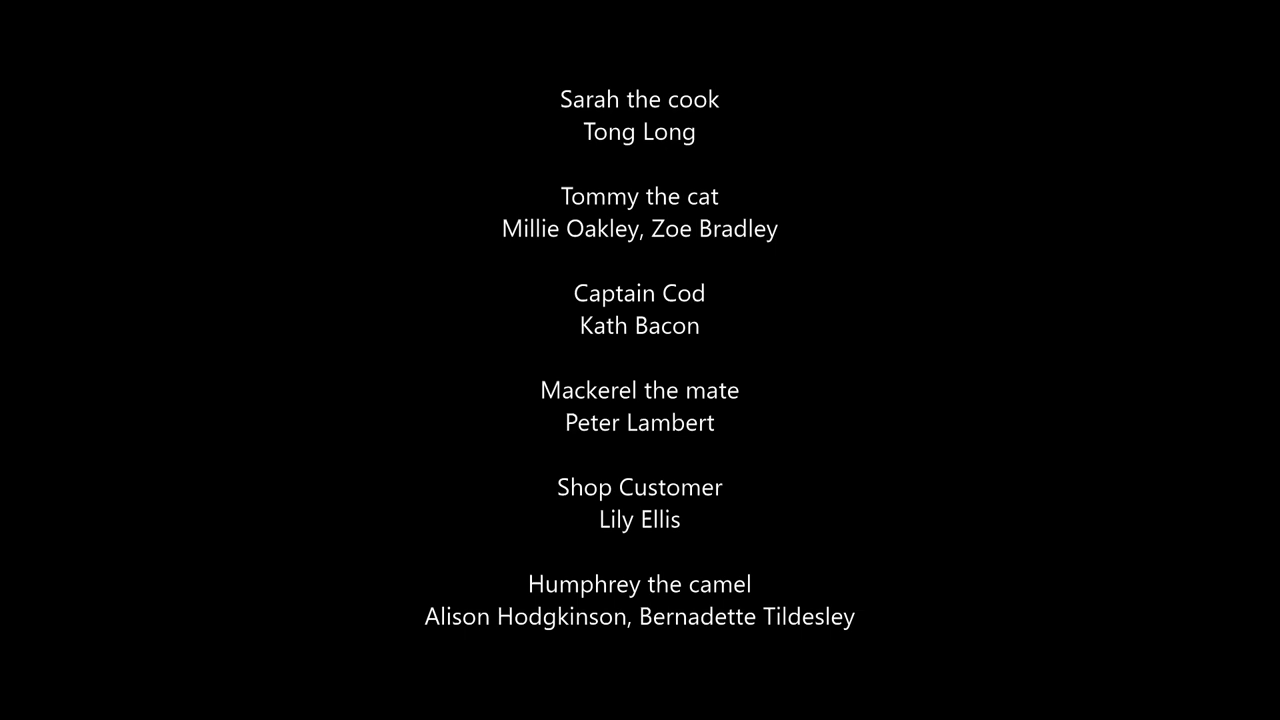 Sarah the cook
Tong Long
Tommy the cat
Millie Oakley, Zoe Bradley
Captain Cod
Kath Bacon
Mackerel the mate
Peter Lambert
Shop Customer
Lily Ellis
Humphrey the camel
Alison Hodgkinson, Bernadette Tildesley